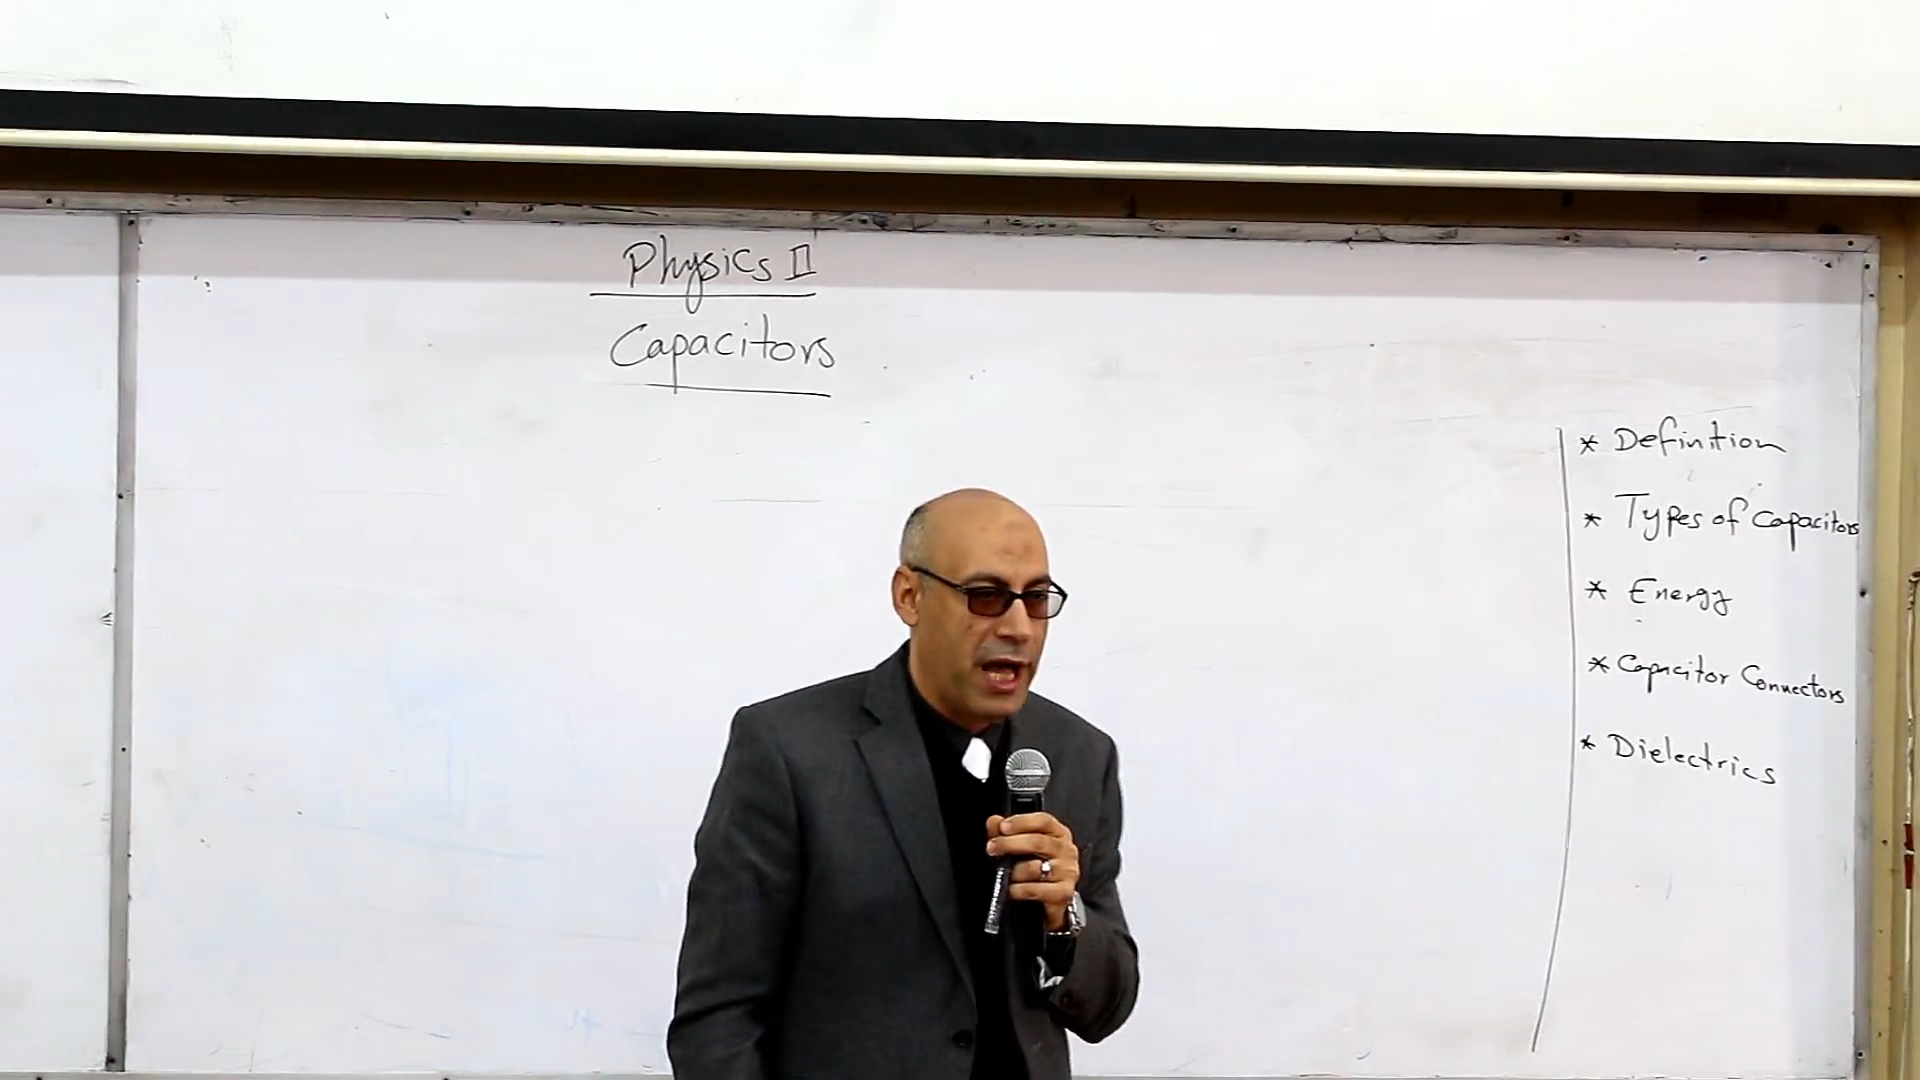 Physics II
Capacitors
* Definition
* Types of Capacitors
* Energy
* Capacitor Connectors
* Dielectrics